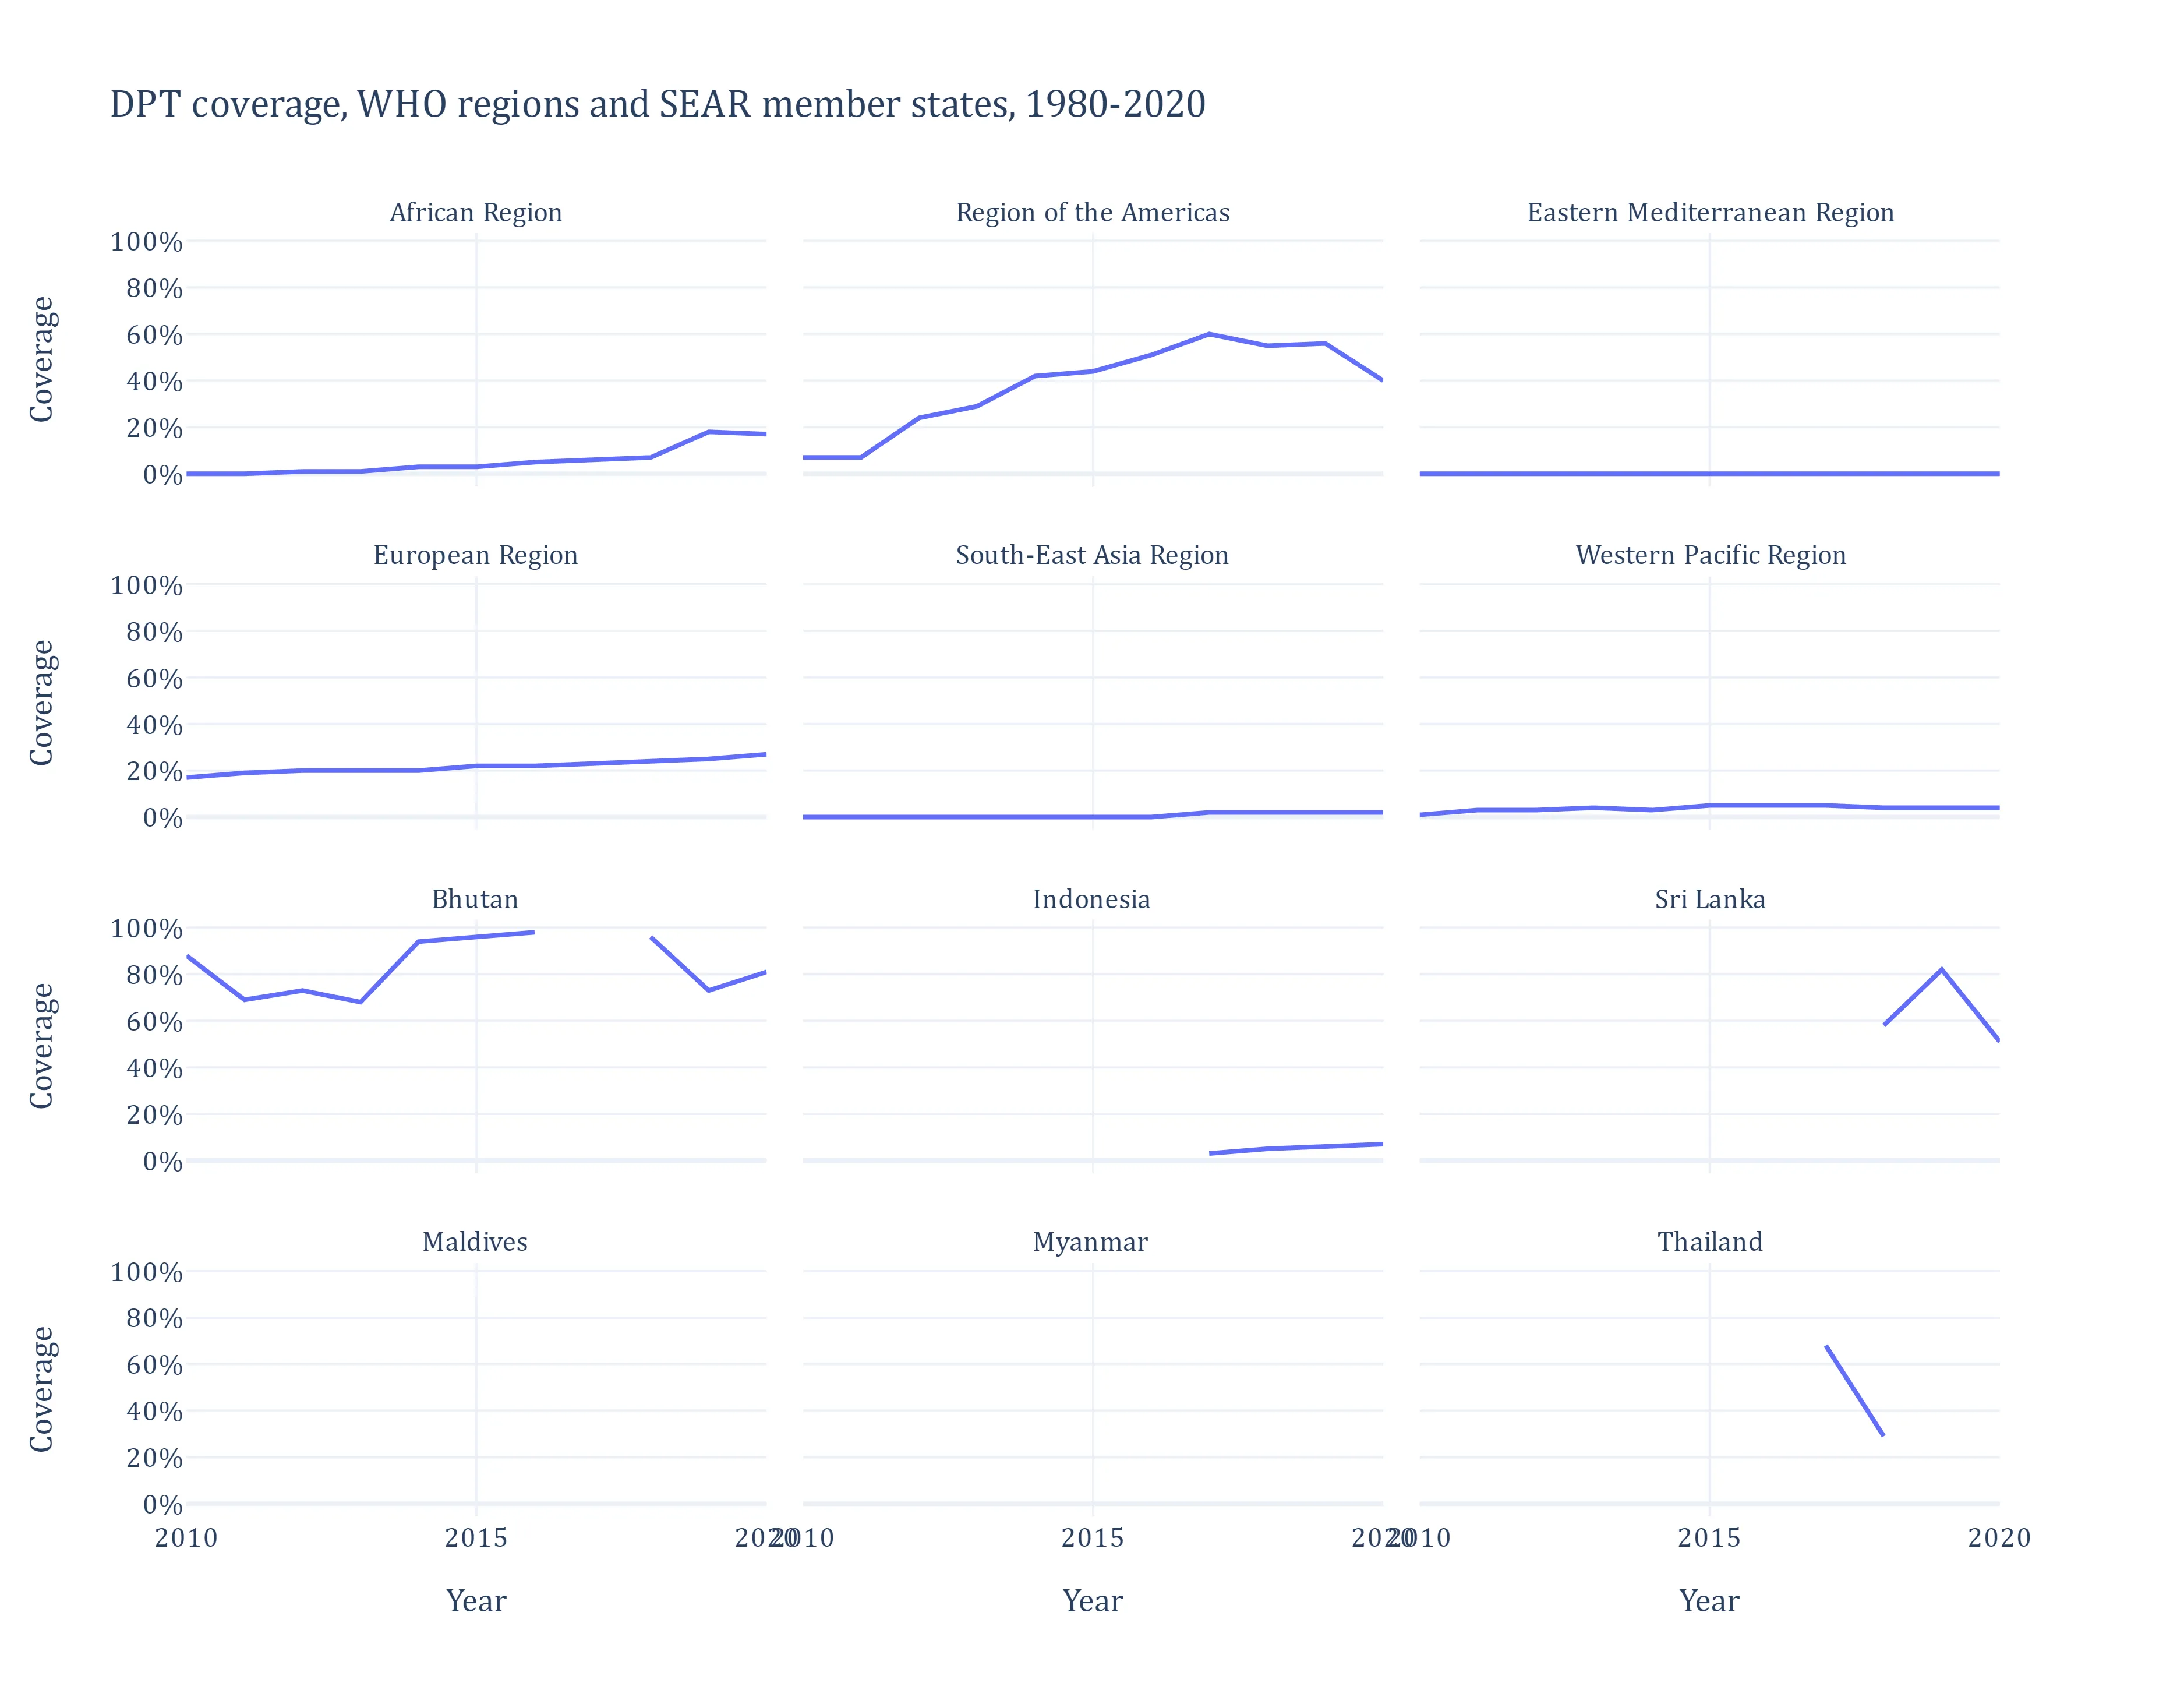 DPT coverage, WHO regions and SEAR member states, 1980-2020
African Region
Region of the Americas
Eastern Mediterranean Region
Coverage
100%
80%
60%
40%
20%
0%
European Region
South-East Asia Region
Western Pacific Region
Coverage
100%
80%
60%
40%
20%
0%
Bhutan
Indonesia
Sri Lanka
Coverage
100%
80%
60%
40%
20%
0%
Maldives
Myanmar
Thailand
Coverage
100%
80%
60%
40%
20%
0%
2010
2015
2020
2010
2015
2020
2010
2015
2020
Year
Year
Year